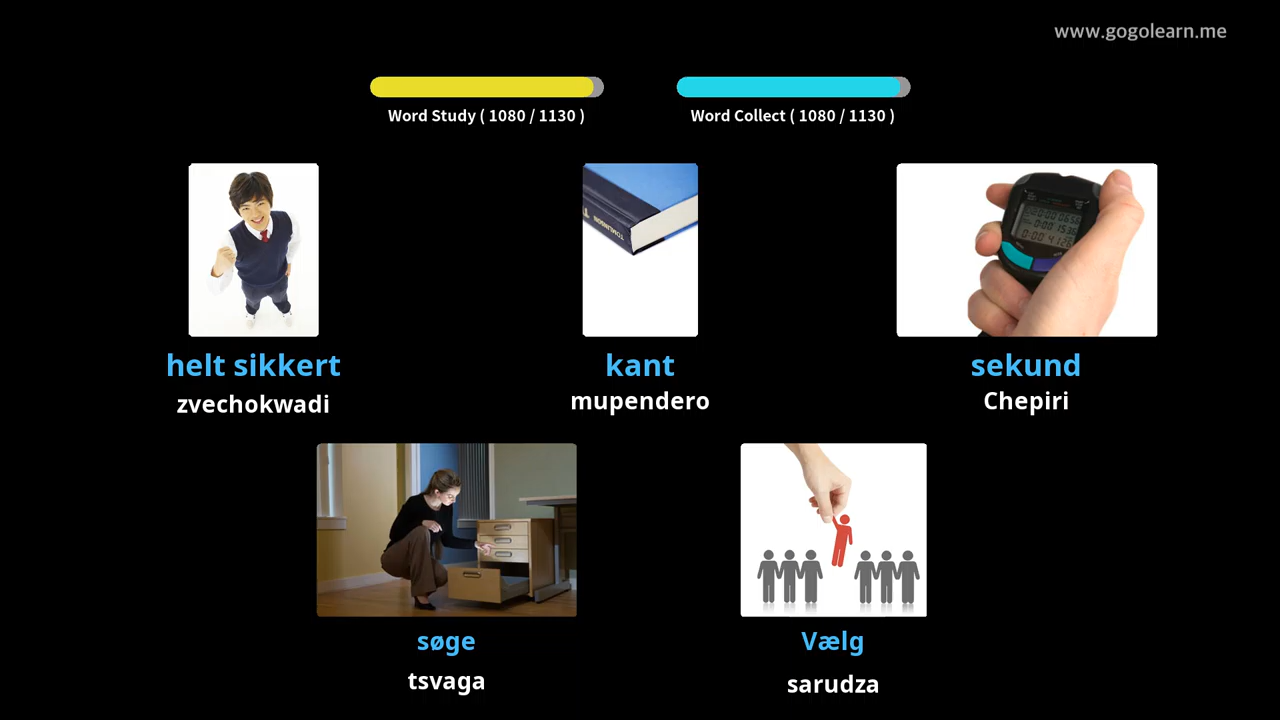 www.gogolearn.me
Word Study ( 1080 / 1130 )
Word Collect ( 1080 / 1130 )
TOMLINSON
helt sikkert
zvechokwadi
kant
mupendero
sekund
Chepiri
søge
tsvaga
Vælg
sarudza